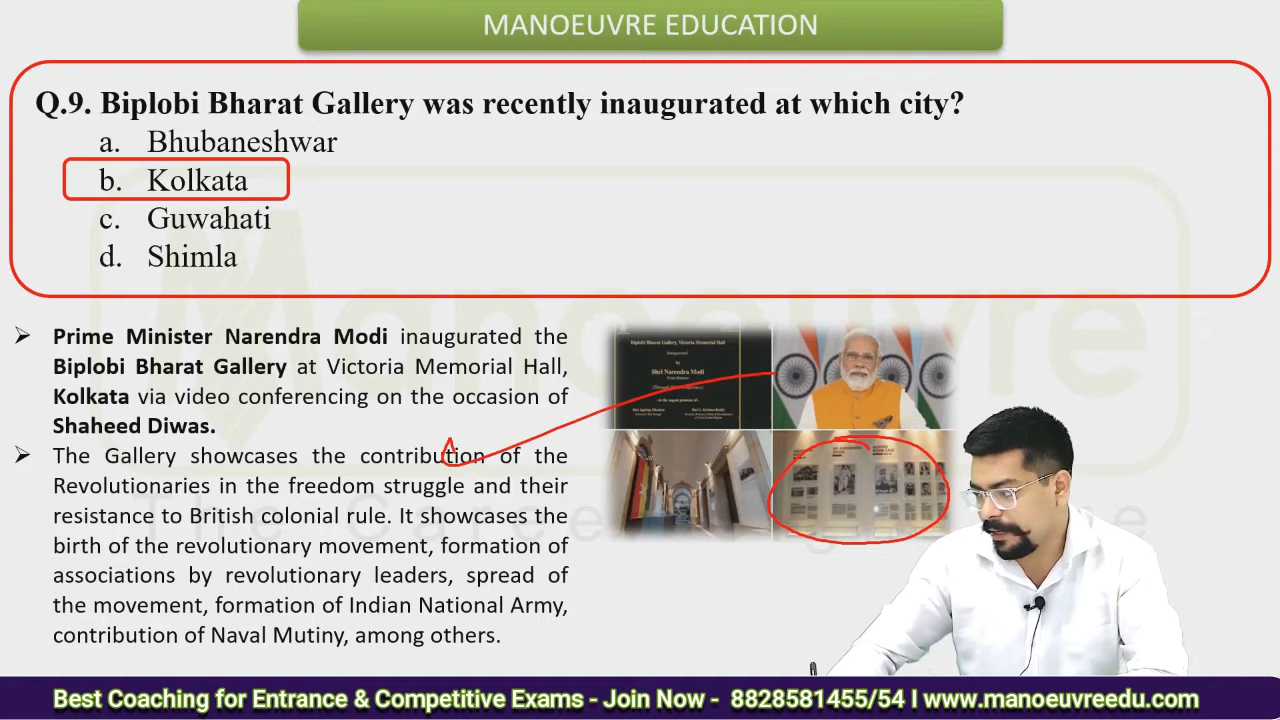 MANOEUVRE EDUCATION
Q.9. Biplobi Bharat Gallery was recently inaugurated at which city?
a. Bhubaneshwar
b. Kolkata
c. Guwahati
d. Shimla
➢ Prime Minister Narendra Modi inaugurated the
Biplobi Bharat Gallery at Victoria Memorial Hall,
Kolkata via video conferencing on the occasion of
Shaheed Diwas.
➢ The Gallery showcases the contribution of the
Revolutionaries in the freedom struggle and their
resistance to British colonial rule. It showcases the
birth of the revolutionary movement, formation of
associations by revolutionary leaders, spread of
the movement, formation of Indian National Army,
contribution of Naval Mutiny, among others.
Biplobi Bharat Gallery, Victoria Memorial Hall
Inaugurated
by
Shri Narendra Modi
Prime Minister
Manoeuvre
Best Coaching for Entrance & Competitive Exams - Join Now - 8828581455/54 I www.manoeuvreedu.com